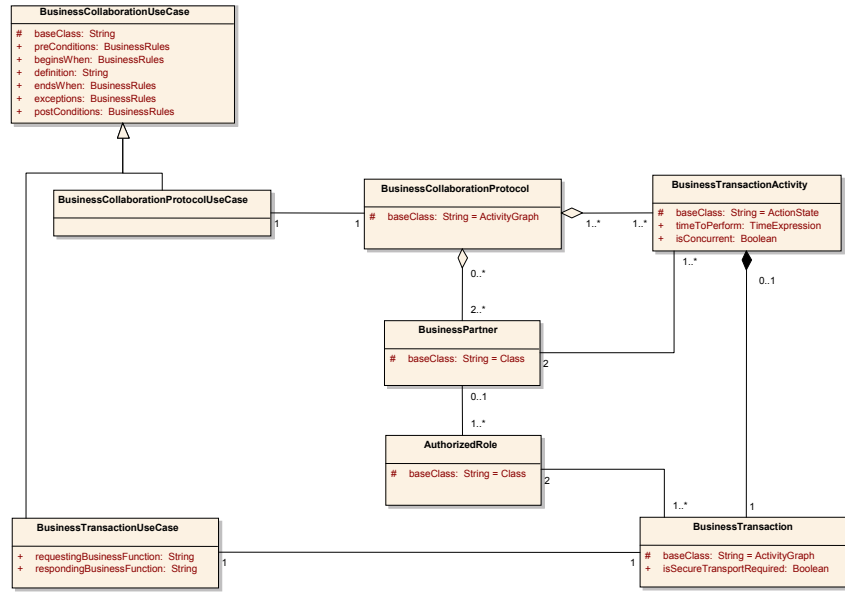 BusinessCollaborationUseCase
# baseClass: String
+ preConditions: BusinessRules
+ beginsWhen: BusinessRules
+ definition: String
+ endsWhen: BusinessRules
+ exceptions: BusinessRules
+ postConditions: BusinessRules
BusinessCollaborationProtocolUseCase
1
1
BusinessCollaborationProtocol
# baseClass: String = ActivityGraph
1..*
1..*
BusinessTransactionActivity
# baseClass: String = ActionState
+ timeToPerform: TimeExpression
+ isConcurrent: Boolean
0..*
2..*
1..*
0..1
BusinessPartner
# baseClass: String = Class
2
0..1
1..*
AuthorizedRole
# baseClass: String = Class
2
1..*
1
BusinessTransactionUseCase
+ requestingBusinessFunction: String
+ respondingBusinessFunction: String
1
1
BusinessTransaction
# baseClass: String = ActivityGraph
+ isSecureTransportRequired: Boolean